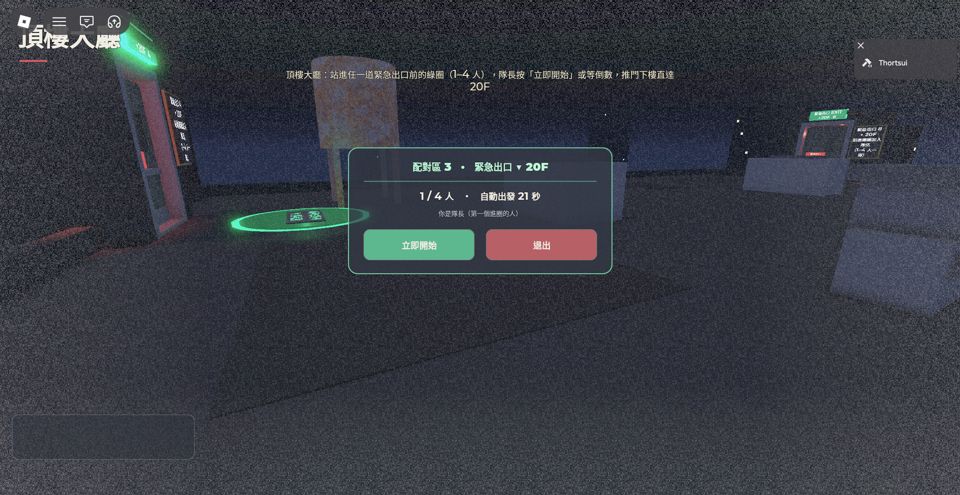 頂樓大廳
頂樓大廳：站進任一道緊急出口前的綠圈（1–4 人），隊長按「立即開始」或等倒數，推門下樓直達
20F
Thortsui
配對區 3 • 緊急出口 ▼ 20F
1 / 4 人 • 自動出發 21 秒
你是隊長（第一個進圈的人）
立即開始
退出